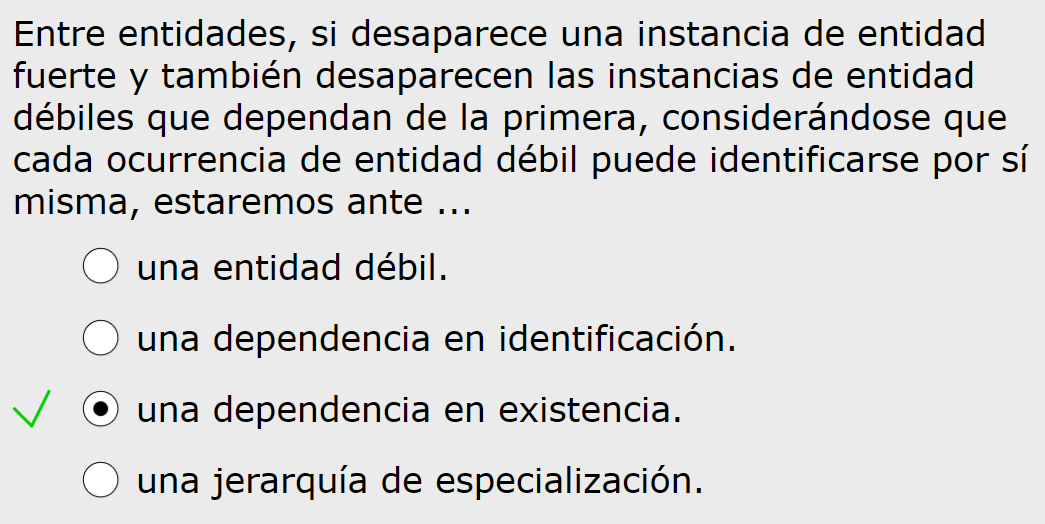 Entre entidades, si desaparece una instancia de entidad
fuerte y también desaparecen las instancias de entidad
débiles que dependan de la primera, considerándose que
cada ocurrencia de entidad débil puede identificarse por sí
misma, estaremos ante ...
una entidad débil.
una dependencia en identificación.
una dependencia en existencia.
una jerarquía de especialización.